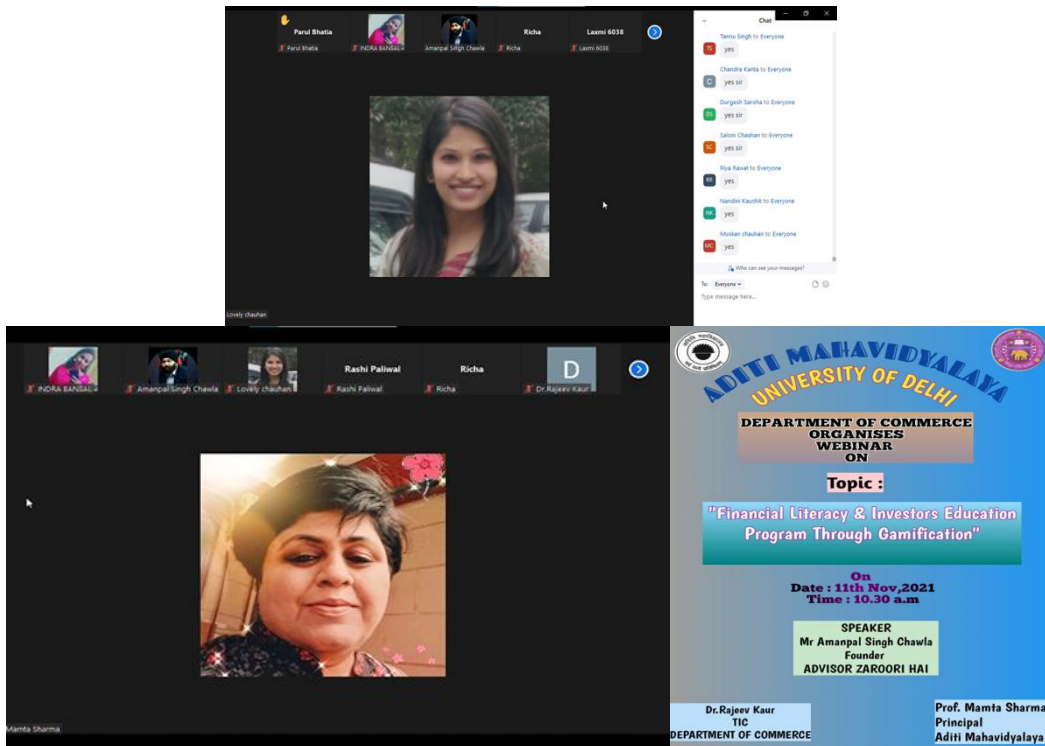 Parul Bhatia
Richa
Laxmi 6038
Parul Bhatia
INDRA BANSAL
Amanpal Singh Chawla
Richa
Laxmi 6038
Lovely chauhan
Chat
Tannu Singh to Everyone
TS
yes
Chandra Kanta to Everyone
C
yes sir
Durgesh Saroha to Everyone
DS
yes sir
Saloni Chauhan to Everyone
SC
yes sir
Riya Rawat to Everyone
RR
yes
Nandini Kaushik to Everyone
NK
yes
Muskan chauhan to Everyone
MC
yes
Who can see your messages?
To: Everyone
Type message here...
Rashi Paliwal
Richa
D
INDRA BANSAL
Amanpal Singh Chawla
Lovely chauhan
Rashi Paliwal
Richa
Dr.Rajeev Kaur
Mamta Sharma
ADITI MAHAVIDYALAYA
UNIVERSITY OF DELHI
DEPARTMENT OF COMMERCE
ORGANISES
WEBINAR
ON
Topic :
"Financial Literacy & Investors Education
Program Through Gamification"
On
Date : 11th Nov,2021
Time : 10.30 a.m
SPEAKER
Mr Amanpal Singh Chawla
Founder
ADVISOR ZAROORI HAI
Dr.Rajeev Kaur
TIC
DEPARTMENT OF COMMERCE
Prof. Mamta Sharma
Principal
Aditi Mahavidyalaya